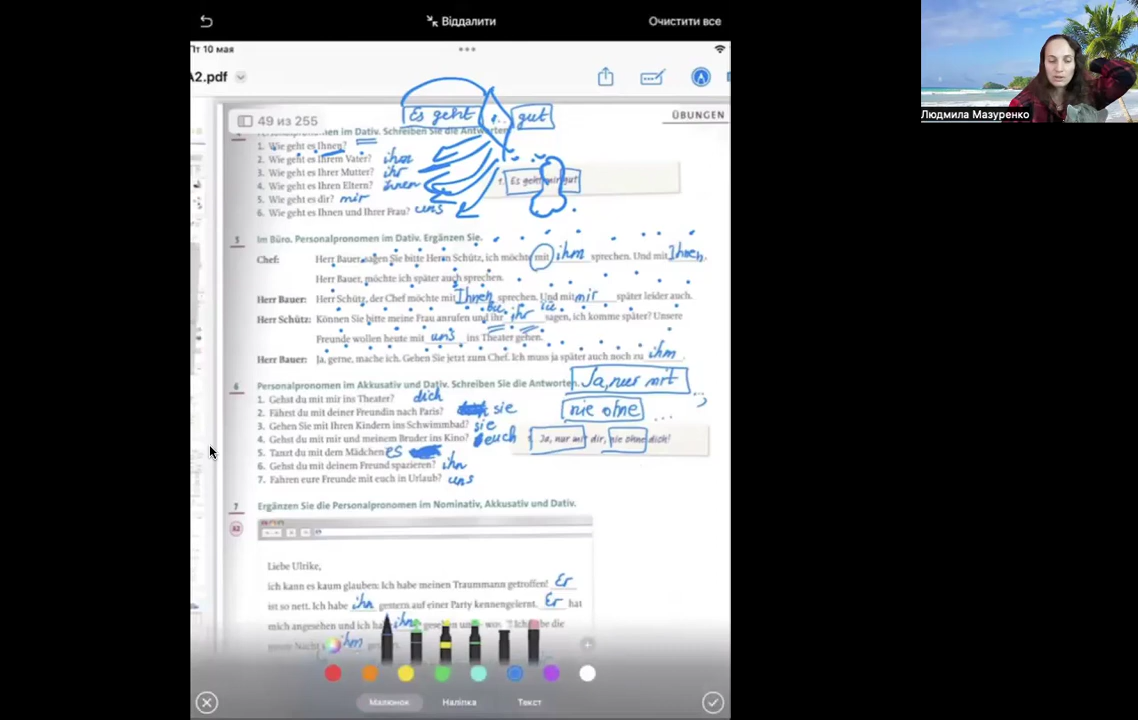 Віддалити
Очистити все
Пт 10 мая
A2.pdf
49 из 255
ÜBUNGEN
Es geht ... gut
im Dativ. Schreiben Sie die Antworten
1. Wie geht es Ihnen?
2. Wie geht es Ihrem Vater? ihm
3. Wie geht es Ihrer Mutter? ihr
4. Wie geht es Ihren Eltern? ihnen
5. Wie geht es dir? mir
6. Wie geht es Ihnen und Ihrer Frau? uns
1. Es geht mir gut
5 Im Büro. Personalpronomen im Dativ. Ergänzen Sie.
Chef: Herr Bauer, sagen Sie bitte Herrn Schütz, ich möchte mit ihm sprechen. Und mit Ihnen,
Herr Bauer, möchte ich später auch sprechen.
Herr Bauer: Herr Schütz, der Chef möchte mit Ihnen sprechen. Und mit mir später leider auch.
Herr Schütz: Können Sie bitte meine Frau anrufen und ihr ihr sagen, ich komme später? Unsere
Freunde wollen heute mit uns ins Theater gehen.
Herr Bauer: Ja, gerne, mache ich. Gehen Sie jetzt zum Chef. Ich muss ja später auch noch zu ihm.
6 Personalpronomen im Akkusativ und Dativ. Schreiben Sie die Antworten. Ja, nur mit ... ,
1. Gehst du mit mir ins Theater? dich
2. Fährst du mit deiner Freundin nach Paris? sie
nie ohne ...
3. Gehen Sie mit Ihren Kindern ins Schwimmbad? sie
4. Gehst du mit mir und meinem Bruder ins Kino? euch
1. Ja, nur mit dir, nie ohne dich!
5. Tanzt du mit dem Mädchen? es
6. Gehst du mit deinem Freund spazieren? ihn
7. Fahren eure Freunde mit euch in Urlaub? uns
7 Ergänzen Sie die Personalpronomen im Nominativ, Akkusativ und Dativ.
Liebe Ulrike,
ich kann es kaum glauben: Ich habe meinen Traummann getroffen! Er
ist so nett. Ich habe ihn gestern auf einer Party kennengelernt. Er hat
mich angesehen und ich ha ihn
Nacht ihm
Малюнок
Наліпка
Текст
Людмила Мазуренко